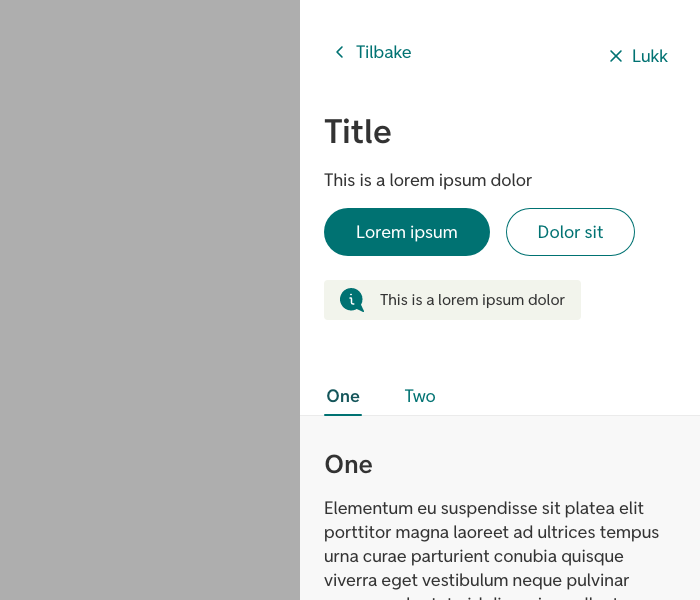 Tilbake
Lukk
Title
This is a lorem ipsum dolor
Lorem ipsum
Dolor sit
This is a lorem ipsum dolor
One
Two
One
Elementum eu suspendisse sit platea elit
porttitor magna laoreet ad ultrices tempus
urna curae parturient conubia quisque
viverra eget vestibulum neque pulvinar